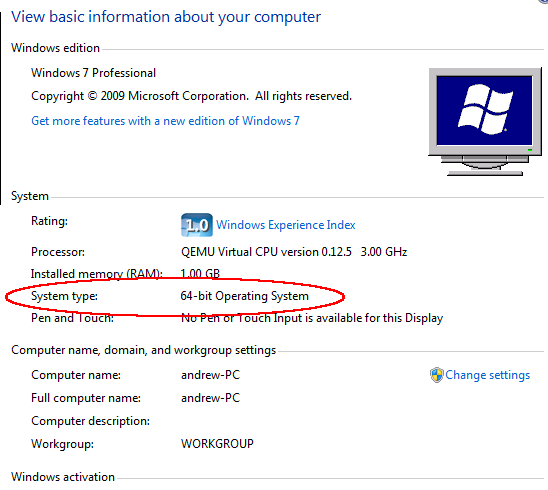 View basic information about your computer
Windows edition
Windows 7 Professional
Copyright © 2009 Microsoft Corporation. All rights reserved.
Get more features with a new edition of Windows 7
System
Rating: 1.0 Windows Experience Index
Processor: QEMU Virtual CPU version 0.12.5 3.00 GHz
Installed memory (RAM): 1.00 GB
System type: 64-bit Operating System
Pen and Touch: No Pen or Touch Input is available for this Display
Computer name, domain, and workgroup settings
Computer name: andrew-PC Change settings
Full computer name: andrew-PC
Computer description:
Workgroup: WORKGROUP
Windows activation